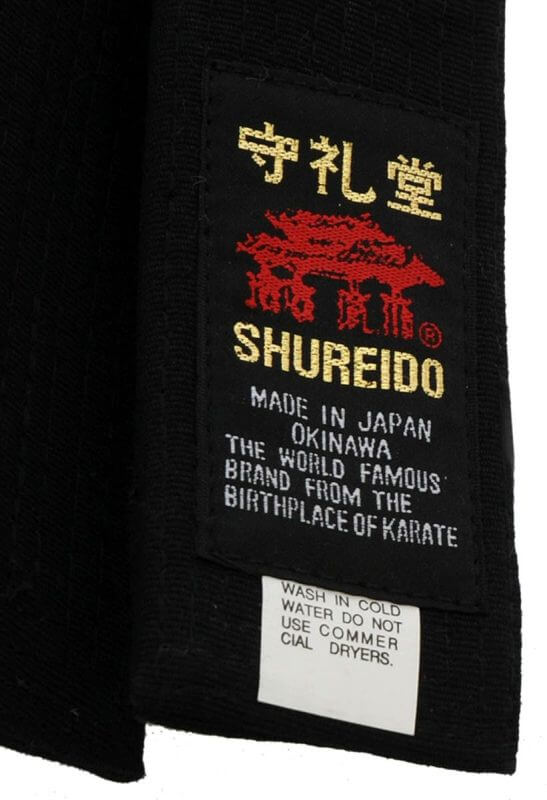 守礼堂
®
SHUREIDO
MADE IN JAPAN
OKINAWA
THE WORLD FAMOUS
BRAND FROM THE
BIRTHPLACE OF KARATE
WASH IN COLD
WATER DO NOT
USE COMMER
CIAL DRYERS.